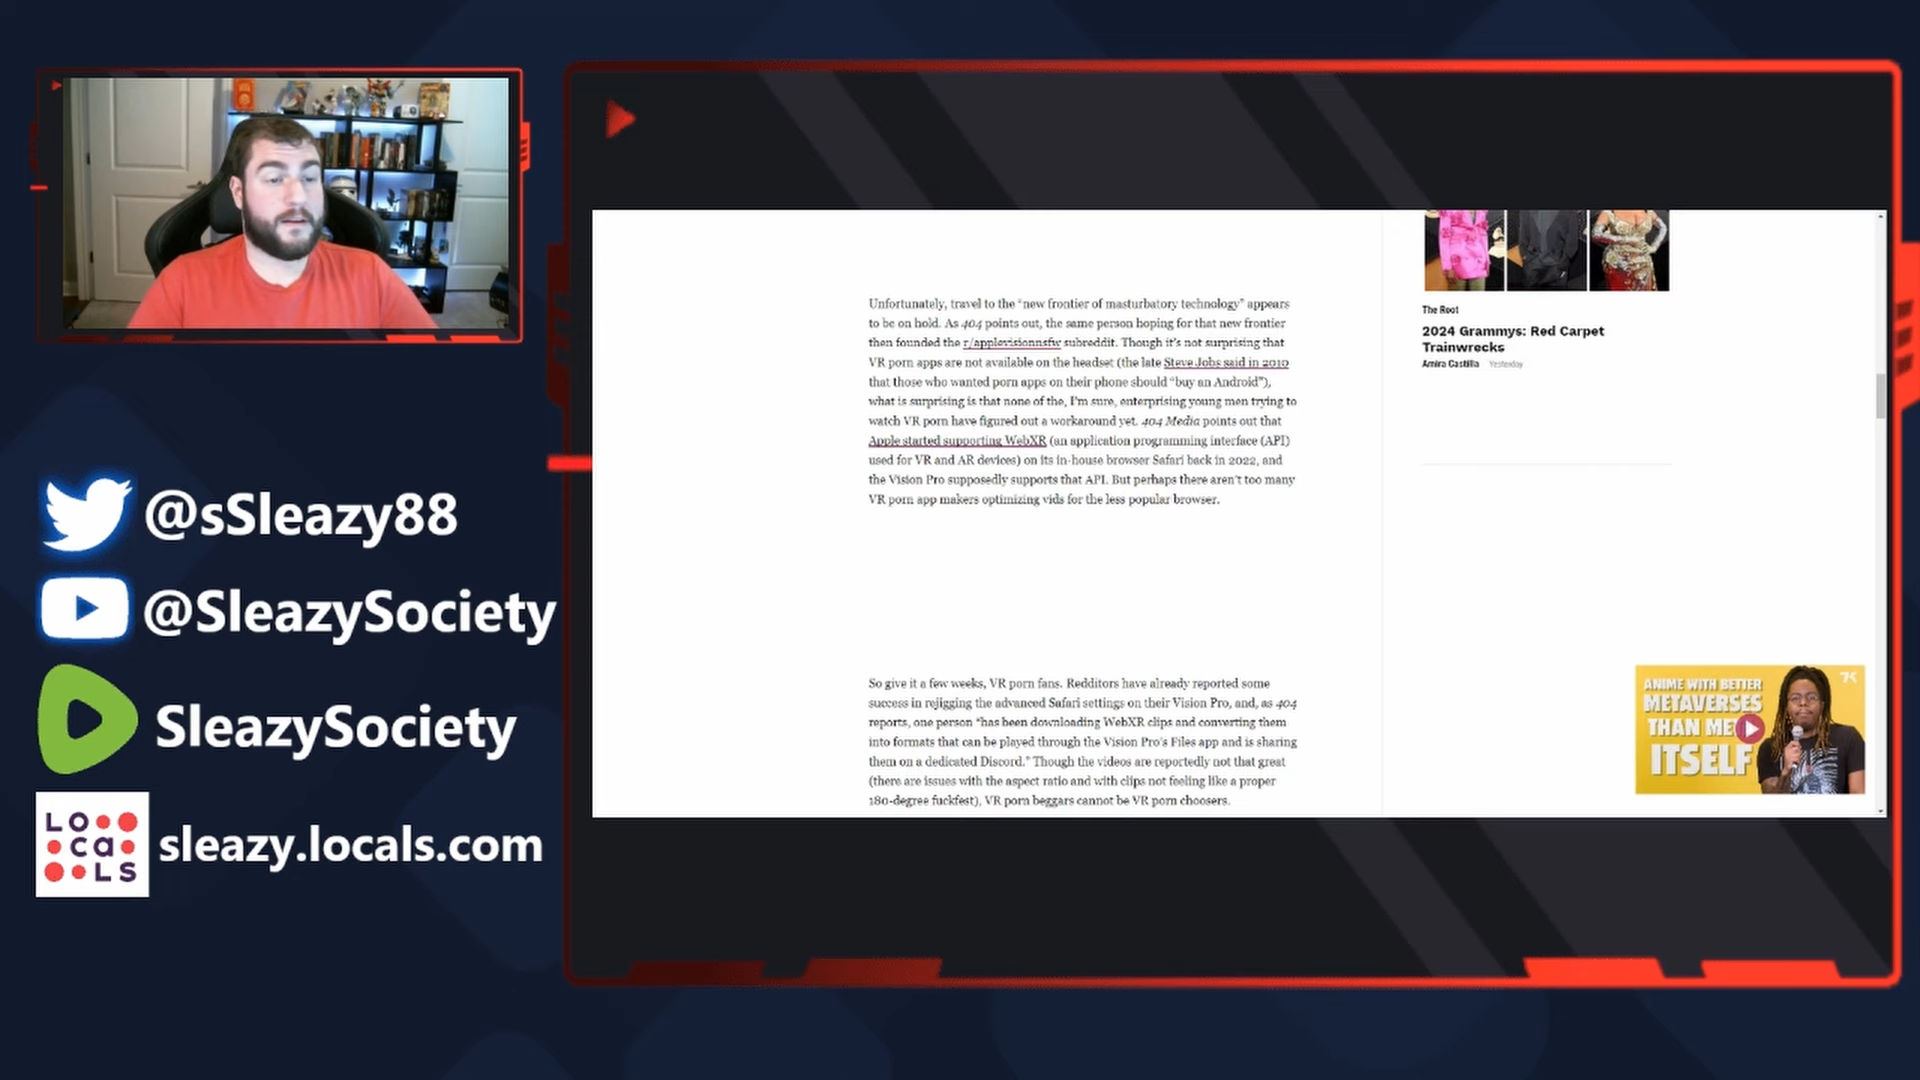 @sSleazy88
@SleazySociety
SleazySociety
LOcaLS
sleazy.locals.com
Unfortunately, travel to the “new frontier of masturbatory technology” appears
to be on hold. As 404 points out, the same person hoping for that new frontier
then founded the r/applevisionnsfw subreddit. Though it’s not surprising that
VR porn apps are not available on the headset (the late Steve Jobs said in 2010
that those who wanted porn apps on their phone should “buy an Android”),
what is surprising is that none of the, I’m sure, enterprising young men trying to
watch VR porn have figured out a workaround yet. 404 Media points out that
Apple started supporting WebXR (an application programming interface (API)
used for VR and AR devices) on its in-house browser Safari back in 2022, and
the Vision Pro supposedly supports that API. But perhaps there aren’t too many
VR porn app makers optimizing vids for the less popular browser.
So give it a few weeks, VR porn fans. Redditors have already reported some
success in rejigging the advanced Safari settings on their Vision Pro, and, as 404
reports, one person “has been downloading WebXR clips and converting them
into formats that can be played through the Vision Pro’s Files app and is sharing
them on a dedicated Discord.” Though the videos are reportedly not that great
(there are issues with the aspect ratio and with clips not feeling like a proper
180-degree fuckfest), VR porn beggars cannot be VR porn choosers.
The Root
2024 Grammys: Red Carpet
Trainwrecks
Amira Castilla Yesterday
ANIME WITH BETTER
METAVERSES
THAN ME
ITSELF